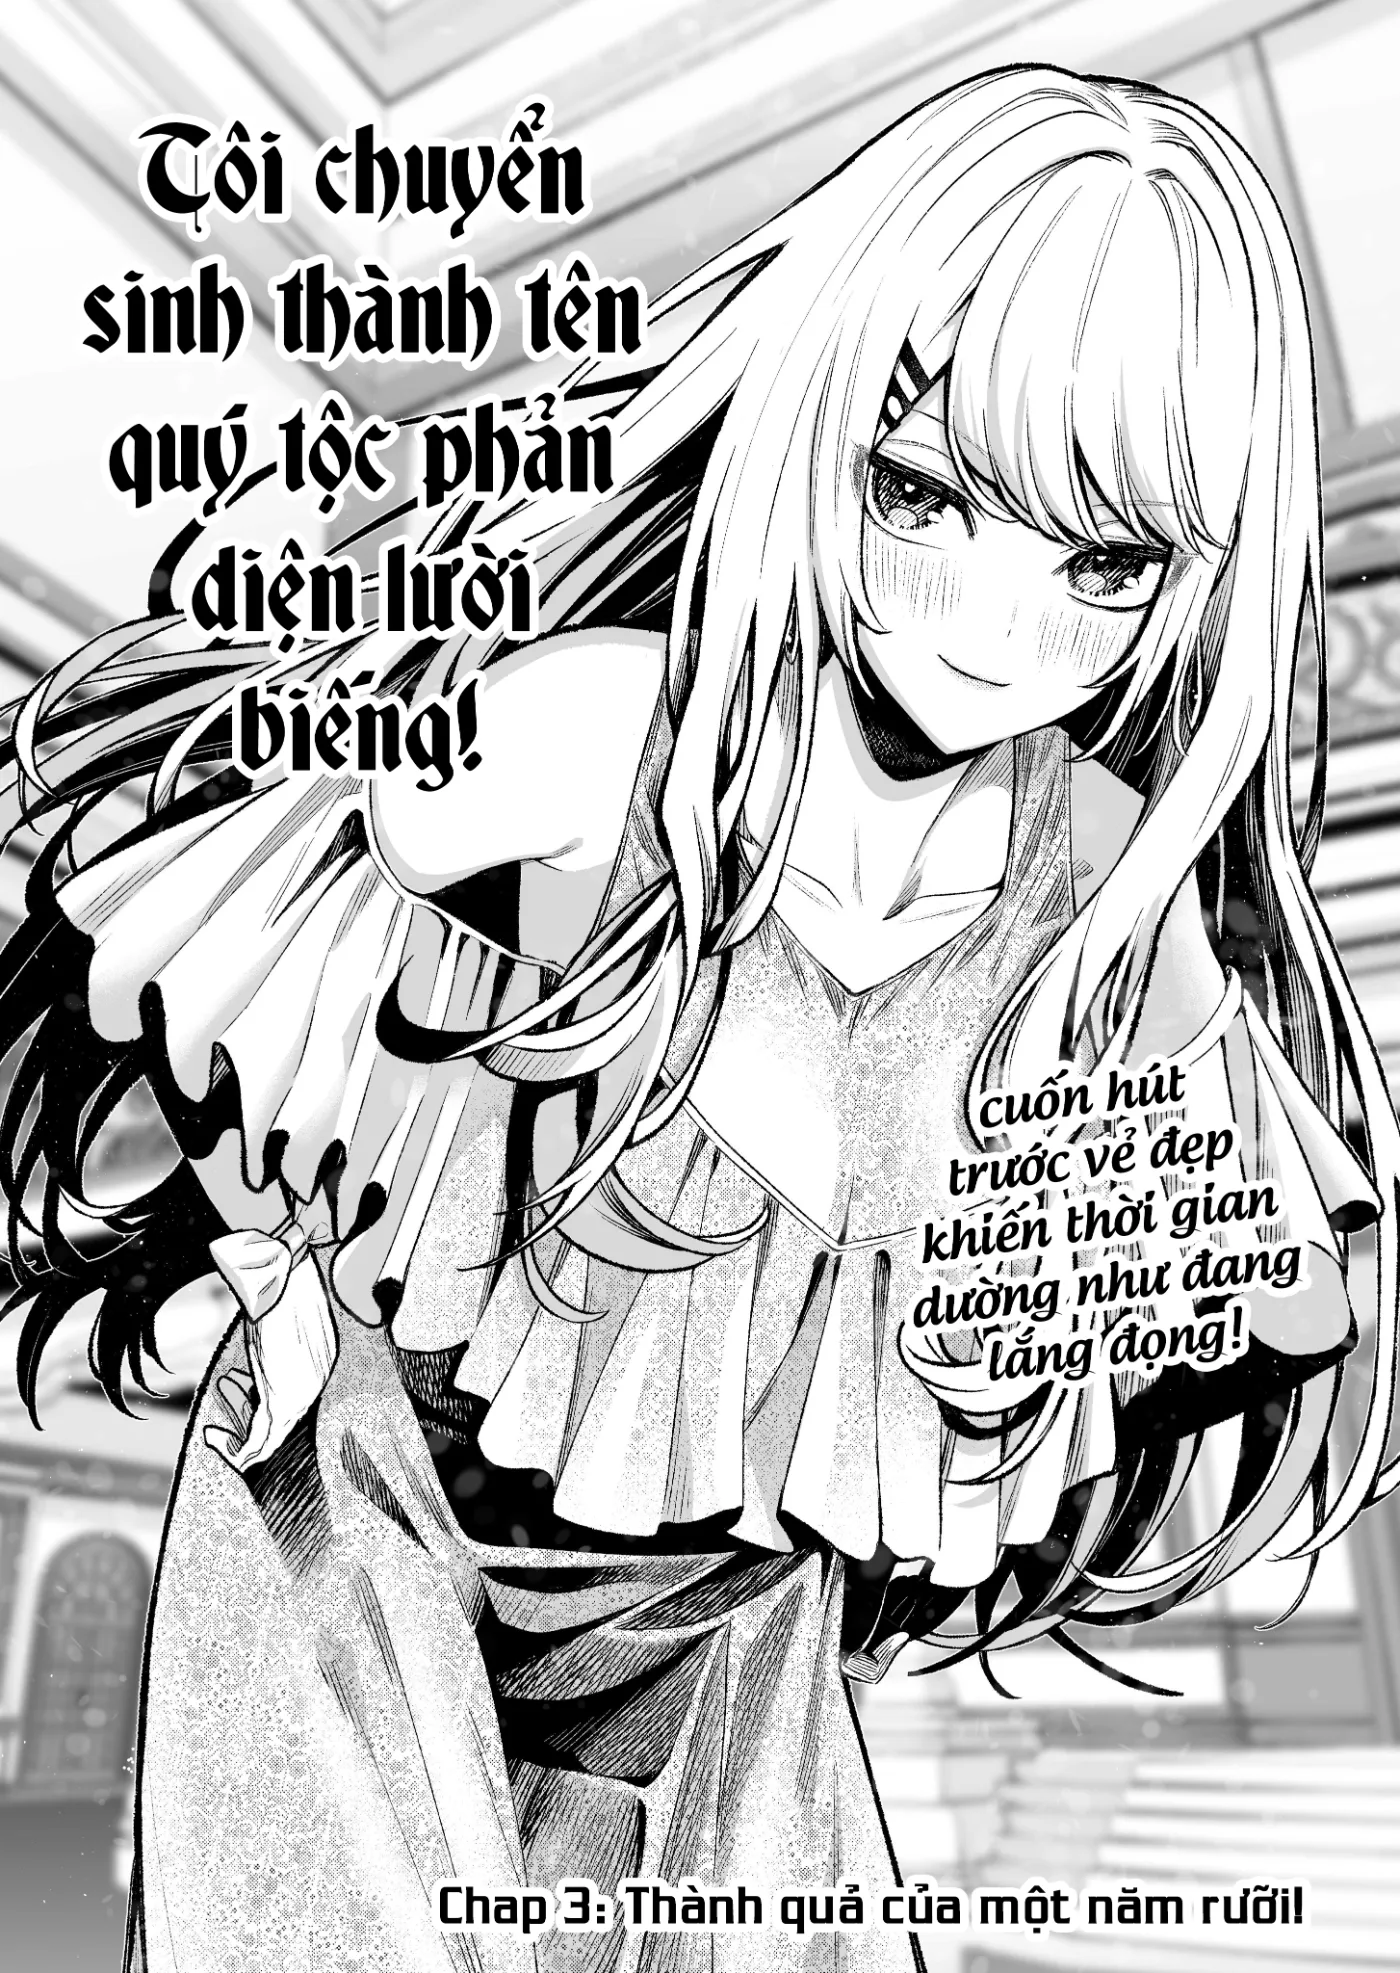 Tôi chuyển
sinh thành tên
quý tộc phản
diện lười
biếng!
cuốn hút
trước vẻ đẹp
khiến thời gian
dường như đang
lắng đọng!
Chap 3: Thành quả của một năm rưỡi!